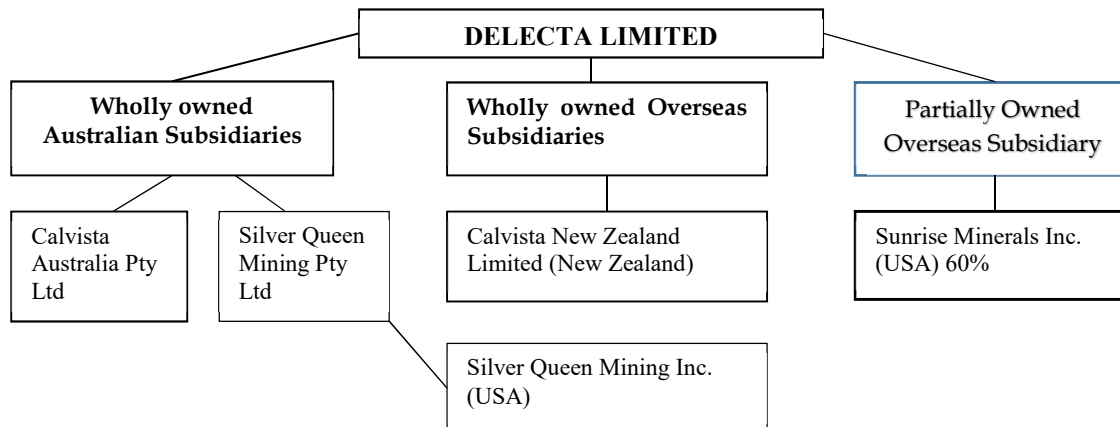 DELECTA LIMITED
Wholly owned
Australian Subsidiaries
Wholly owned Overseas
Subsidiaries
Partially Owned
Overseas Subsidiary
Calvista
Australia Pty
Ltd
Silver Queen
Mining Pty
Ltd
Calvista New Zealand
Limited (New Zealand)
Sunrise Minerals Inc.
(USA) 60%
Silver Queen Mining Inc.
(USA)